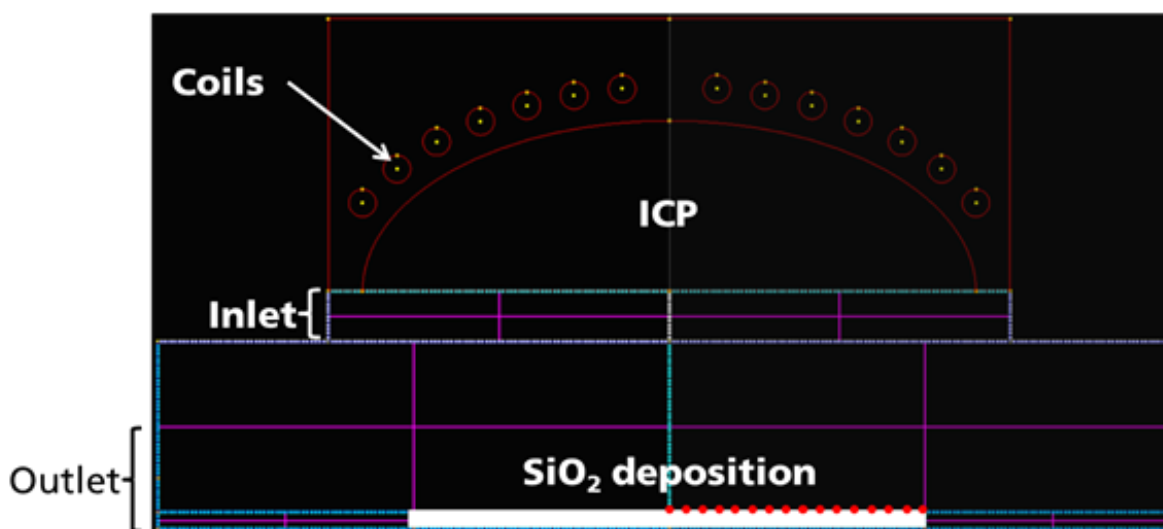 Coils
ICP
Inlet
Outlet
SiO₂ deposition